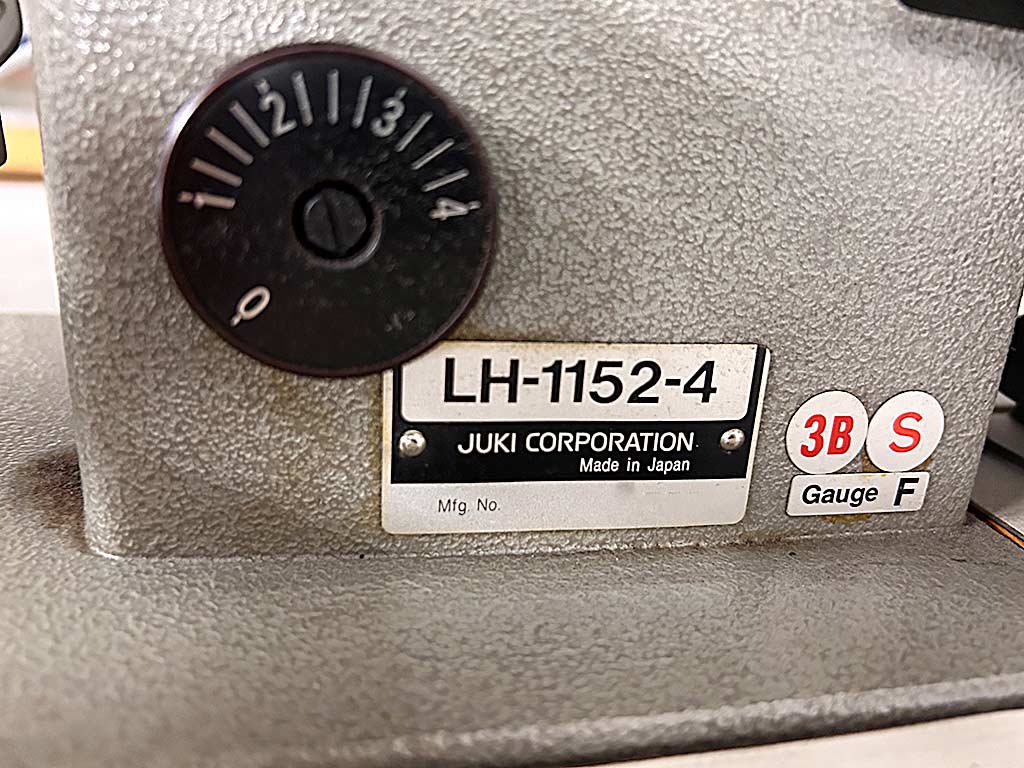 1 2 3 4
0
LH-1152-4
JUKI CORPORATION
Made in Japan
Mfg. No.
3B S
Gauge F